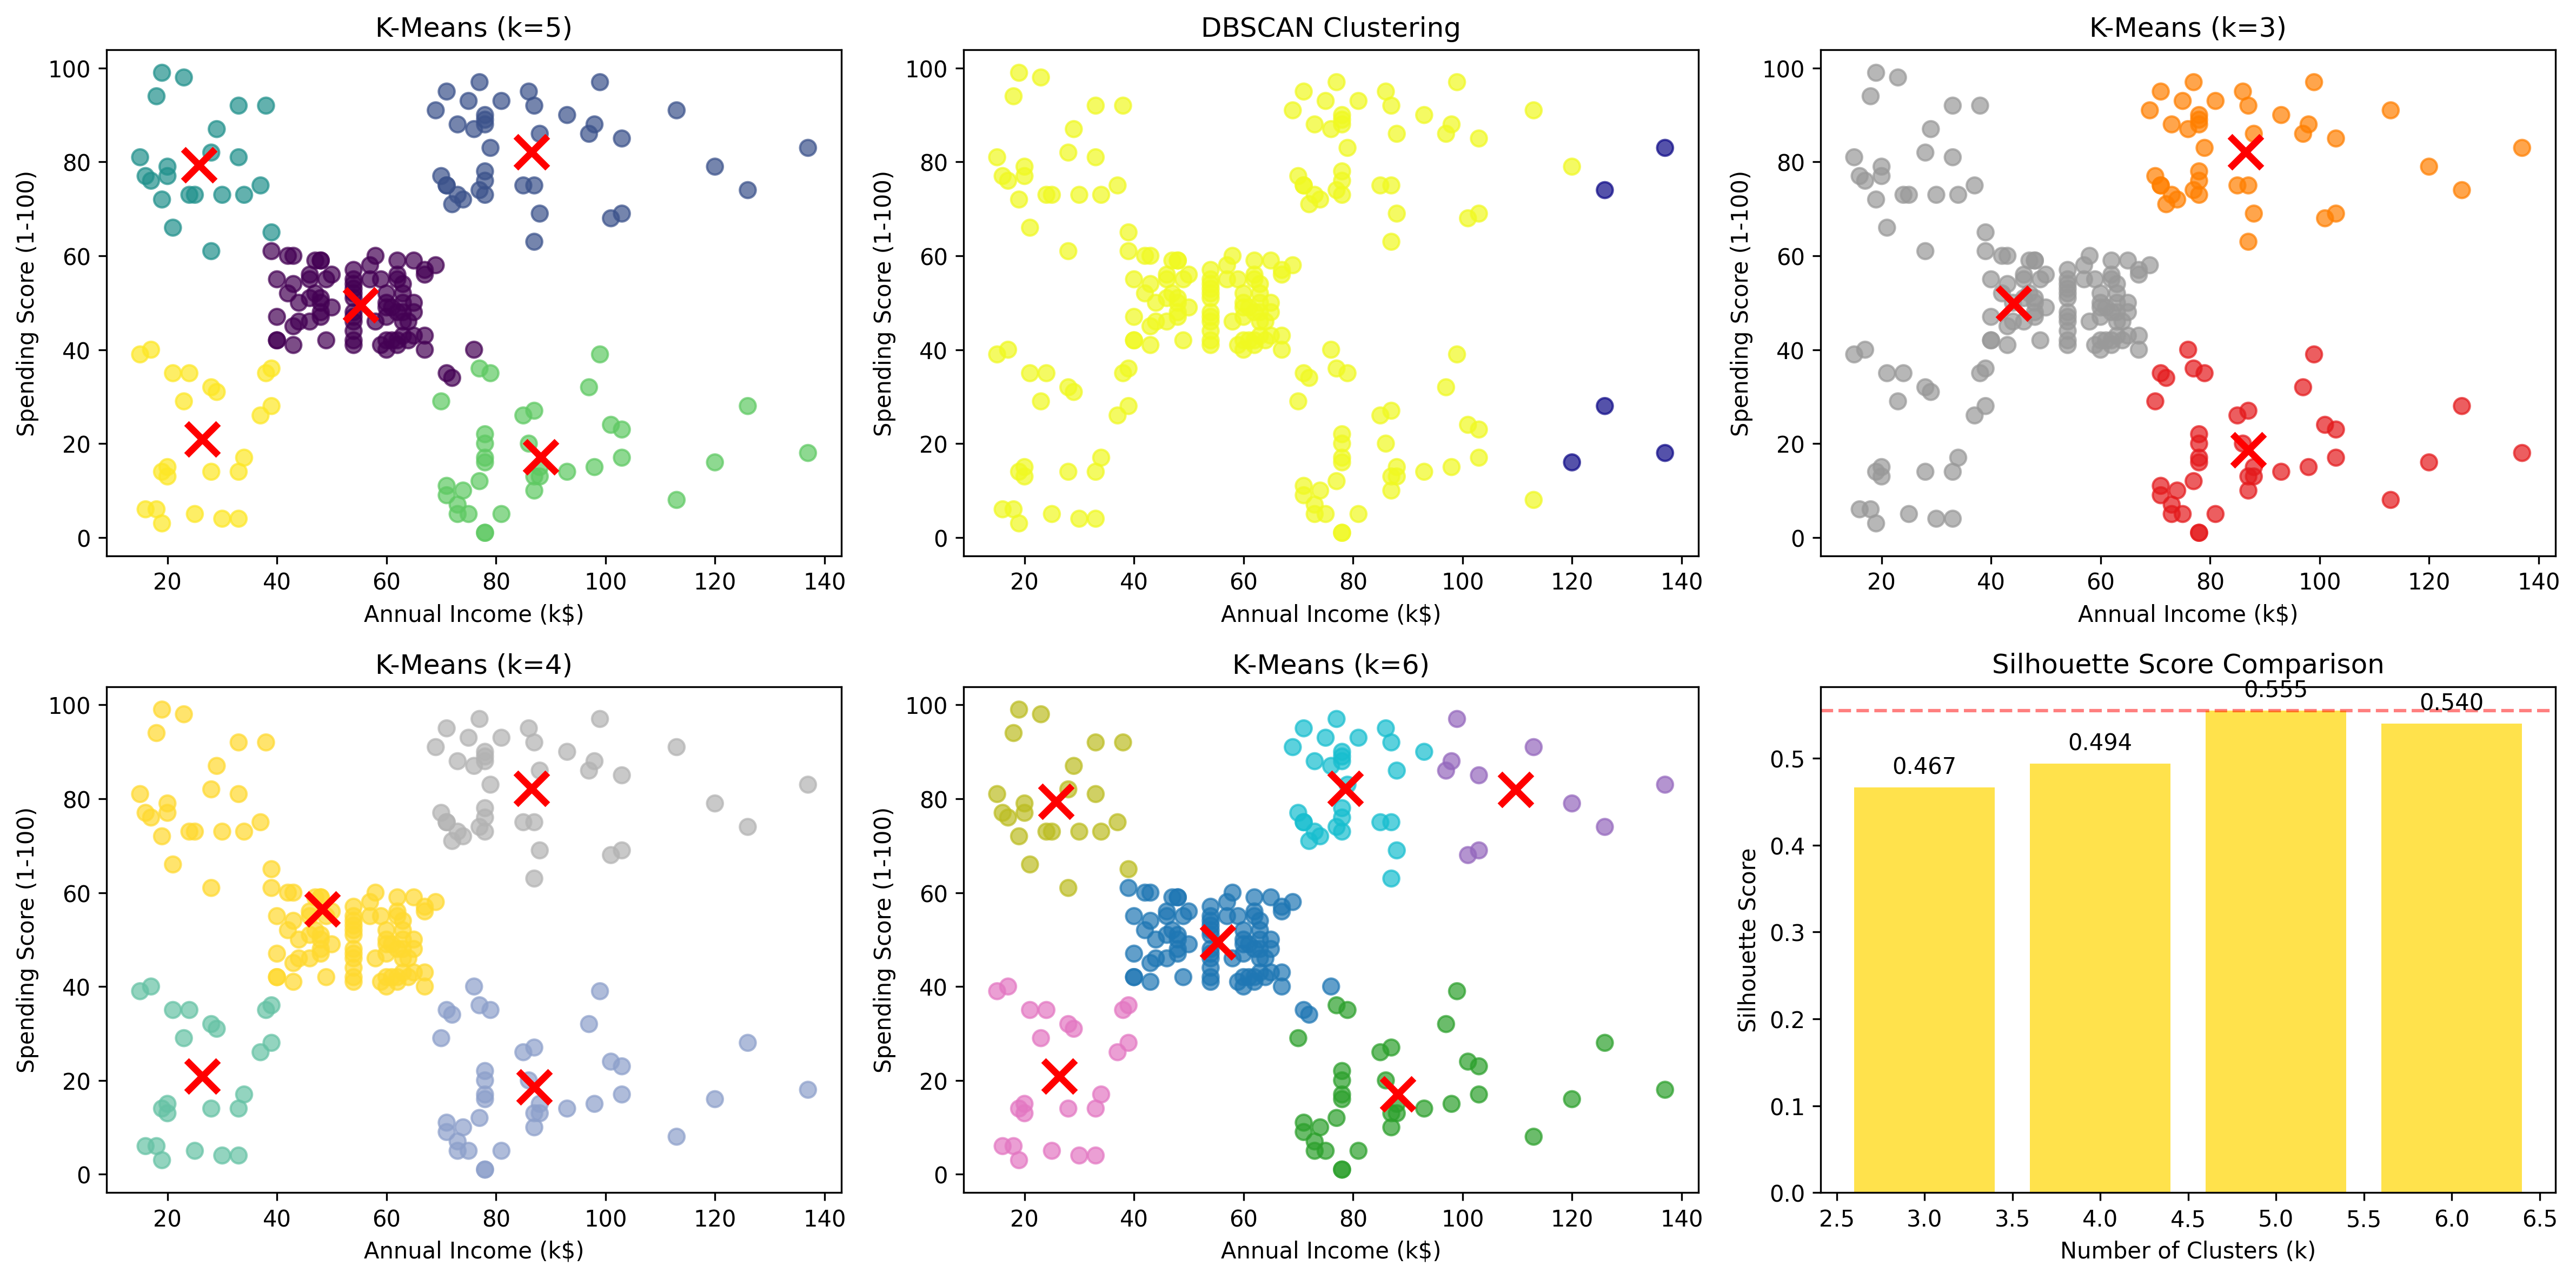 K-Means (k=5)
100
80
60
40
20
0
Spending Score (1-100)
20 40 60 80 100 120 140
Annual Income (k$)
DBSCAN Clustering
100
80
60
40
20
0
Spending Score (1-100)
20 40 60 80 100 120 140
Annual Income (k$)
K-Means (k=3)
100
80
60
40
20
0
Spending Score (1-100)
20 40 60 80 100 120 140
Annual Income (k$)
K-Means (k=4)
100
80
60
40
20
0
Spending Score (1-100)
20 40 60 80 100 120 140
Annual Income (k$)
K-Means (k=6)
100
80
60
40
20
0
Spending Score (1-100)
20 40 60 80 100 120 140
Annual Income (k$)
Silhouette Score Comparison
0.467
0.494
0.555
0.540
0.5
0.4
0.3
0.2
0.1
0.0
Silhouette Score
2.5 3.0 3.5 4.0 4.5 5.0 5.5 6.0 6.5
Number of Clusters (k)